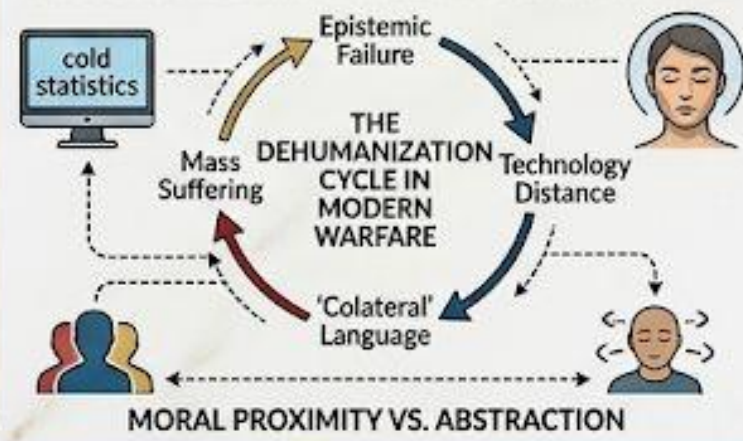 cold
statistics
Epistemic
Failure
THE
DEHUMANIZATION
CYCLE IN
MODERN
WARFARE
Mass
Suffering
Technology
Distance
'Colateral'
Language
MORAL PROXIMITY VS. ABSTRACTION